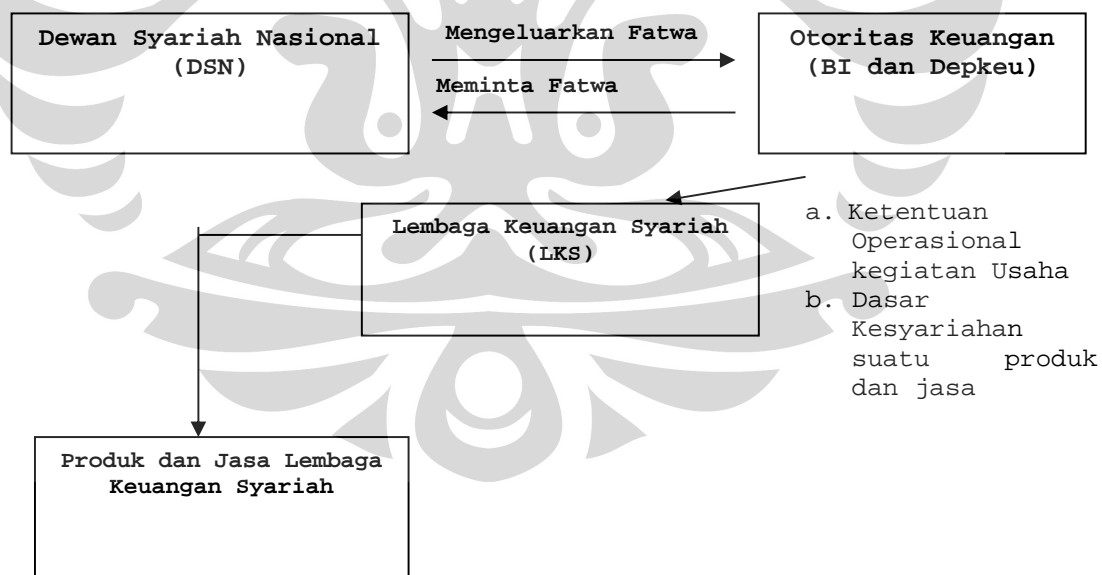 Dewan Syariah Nasional
(DSN)
Mengeluarkan Fatwa
Meminta Fatwa
Otoritas Keuangan
(BI dan Depkeu)
Lembaga Keuangan Syariah
(LKS)
a. Ketentuan
Operasional
kegiatan Usaha
b. Dasar
Kesyariahan
suatu produk
dan jasa
Produk dan Jasa Lembaga
Keuangan Syariah